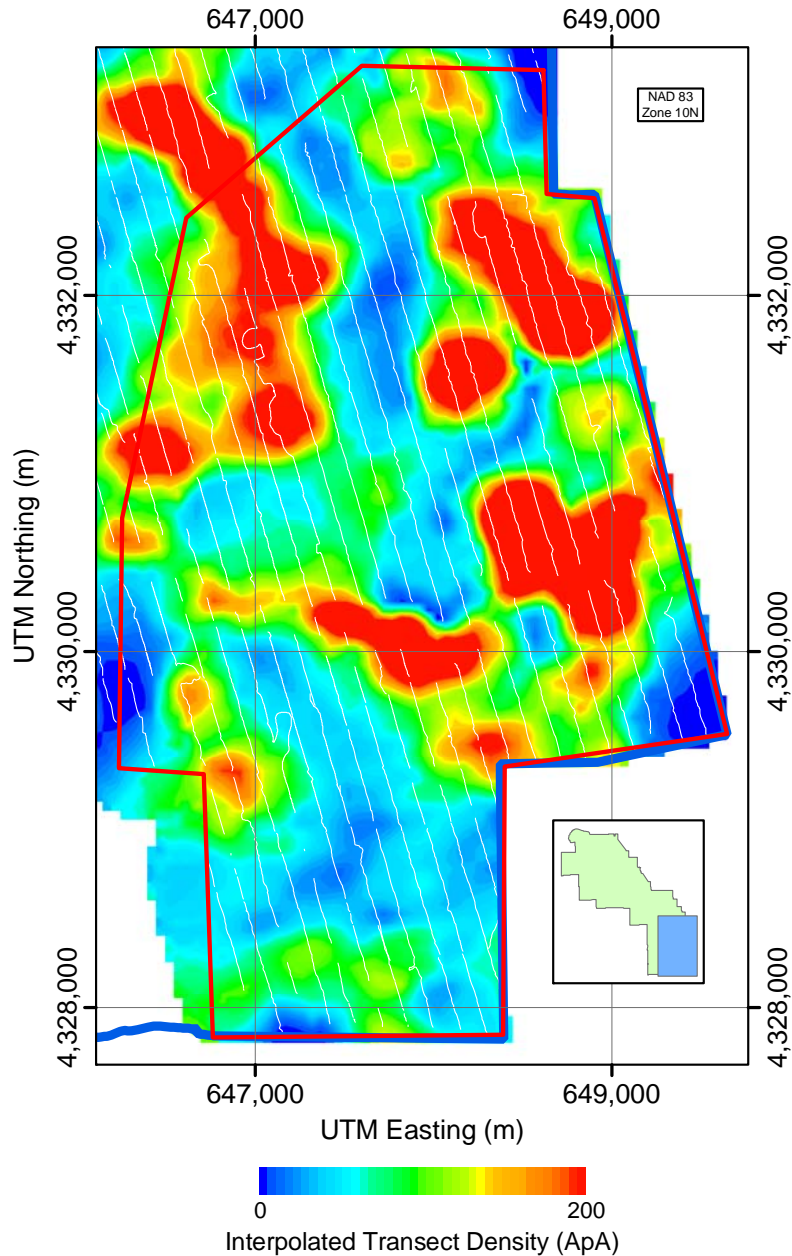 647,000 649,000
NAD 83
Zone 10N
4,332,000 4,332,000
4,330,000 4,330,000
4,328,000 4,328,000
UTM Northing (m)
647,000 649,000
UTM Easting (m)
0 200
Interpolated Transect Density (ApA)